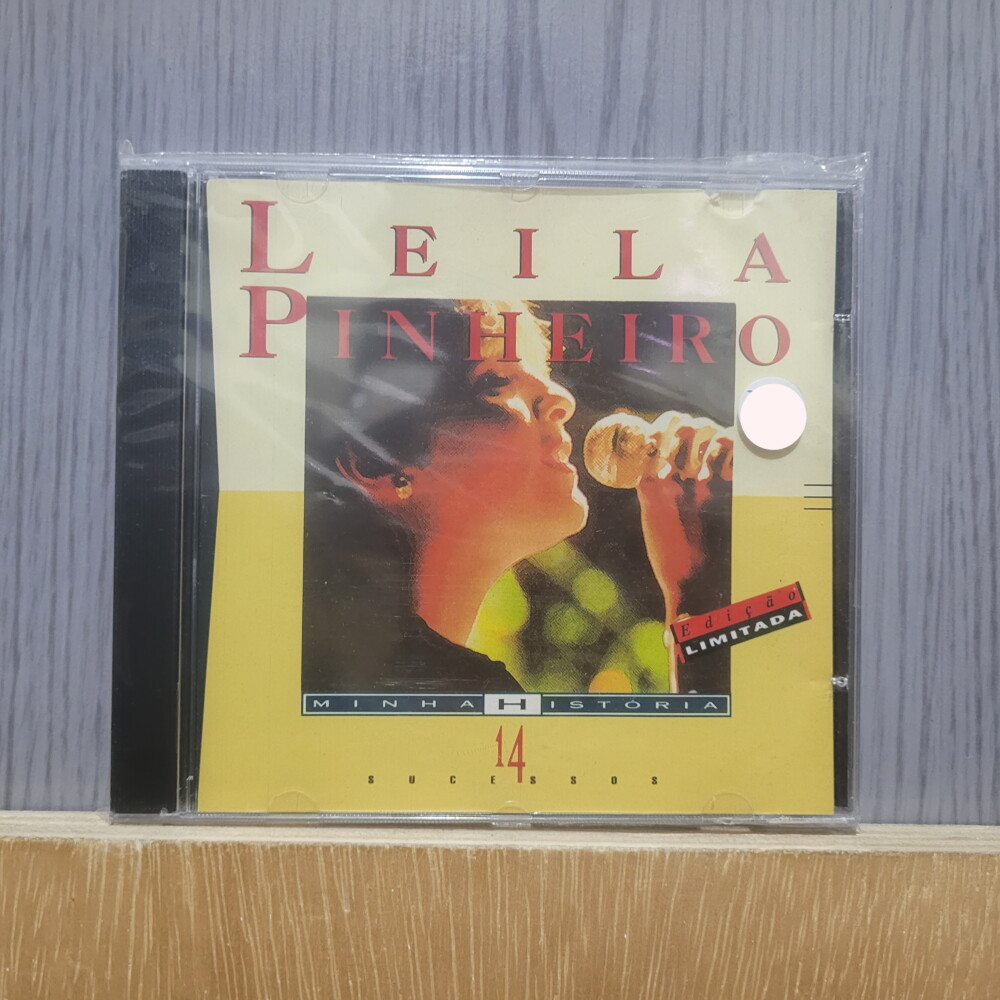 LEILA
PINHEIRO
Edição
LIMITADA
MINHA HISTÓRIA
14
SUCESSOS